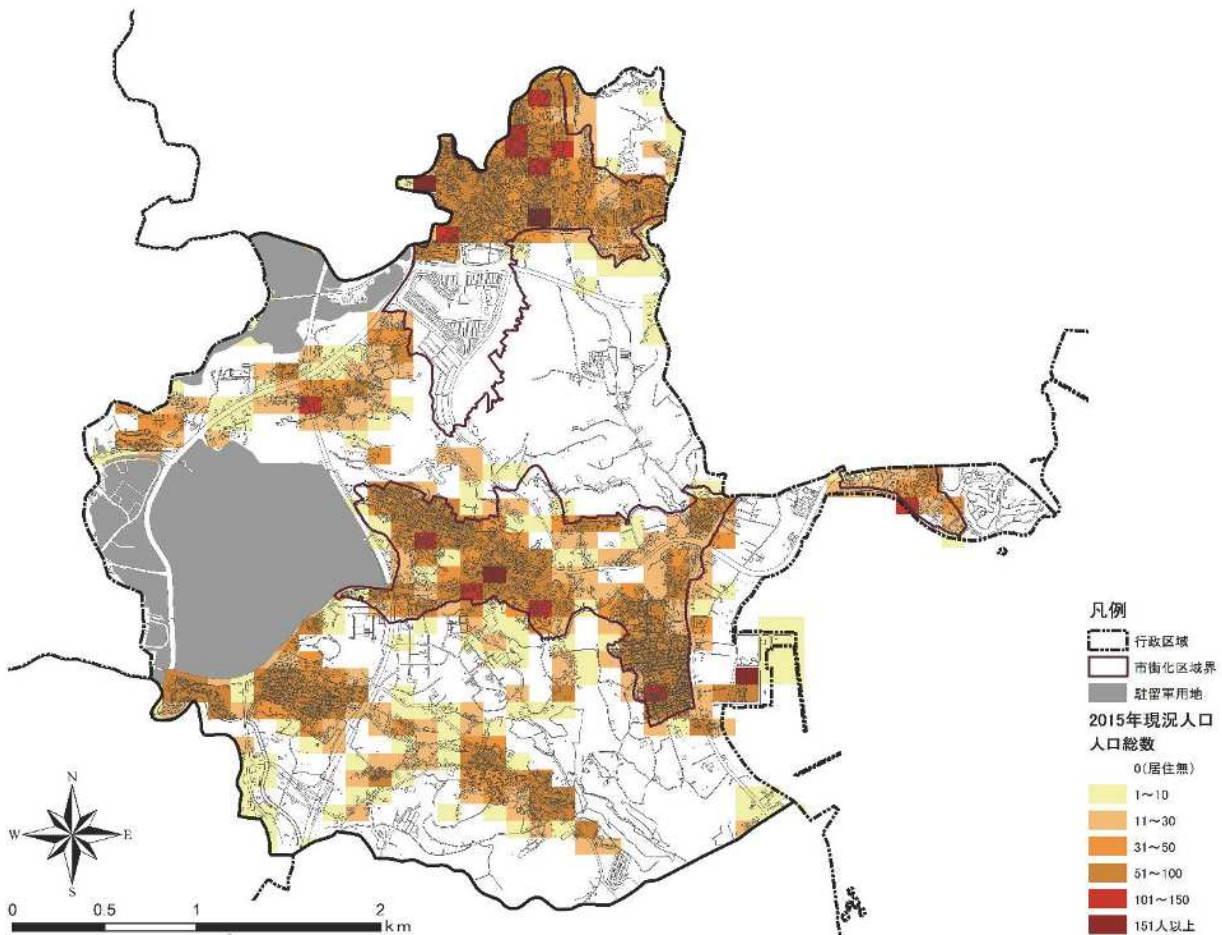 凡例
行政区域
市街化区域界
駐留軍用地
2015年現況人口
人口総数
0(居住無)
1~10
11~30
31~50
51~100
101~150
151人以上
N
W E
S
0 0.5 1 2
km